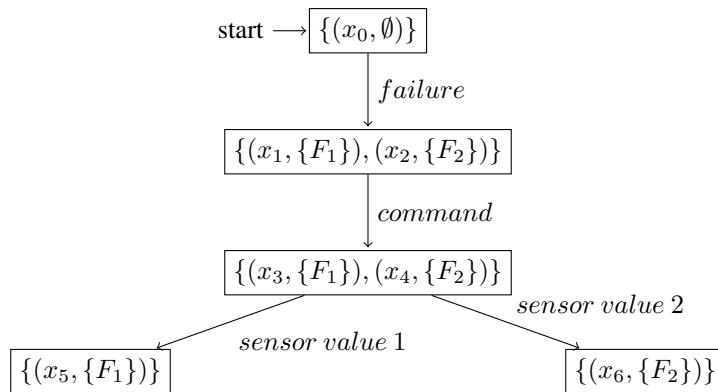 start
{(x₀, ∅)}
failure
{(x₁, {F₁}), (x₂, {F₂})}
command
{(x₃, {F₁}), (x₄, {F₂})}
sensor value 2
sensor value 1
{(x₅, {F₁})}
{(x₆, {F₂})}